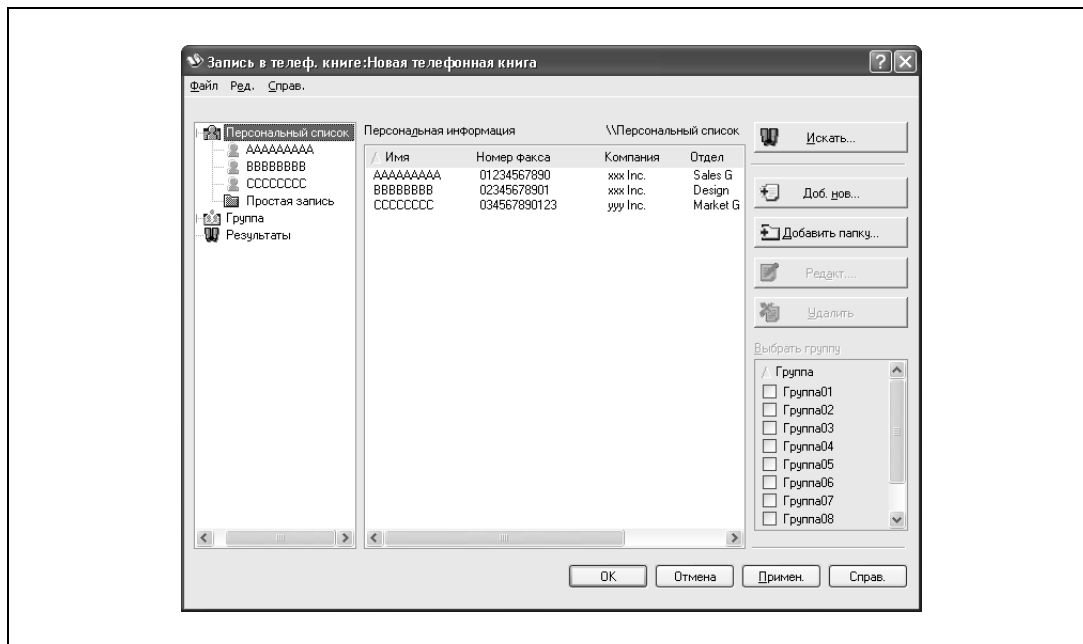 Запись в телеф. книге:Новая телефонная книга
Файл Ред. Справ.
Персональный список
AAAAAAAAA
BBBBBBBB
CCCCCCCC
Простая запись
Группа
Результаты
Персональная информация \\Персональный список
Имя Номер факса Компания Отдел
AAAAAAAAA 01234567890 xxx Inc. Sales G
BBBBBBBB 02345678901 xxx Inc. Design
CCCCCCCC 034567890123 yyy Inc. Market G
Искать...
Доб. нов...
Добавить папку...
Редакт....
Удалить
Выбрать группу
Группа
Группа01
Группа02
Группа03
Группа04
Группа05
Группа06
Группа07
Группа08
OK Отмена Примен. Справ.